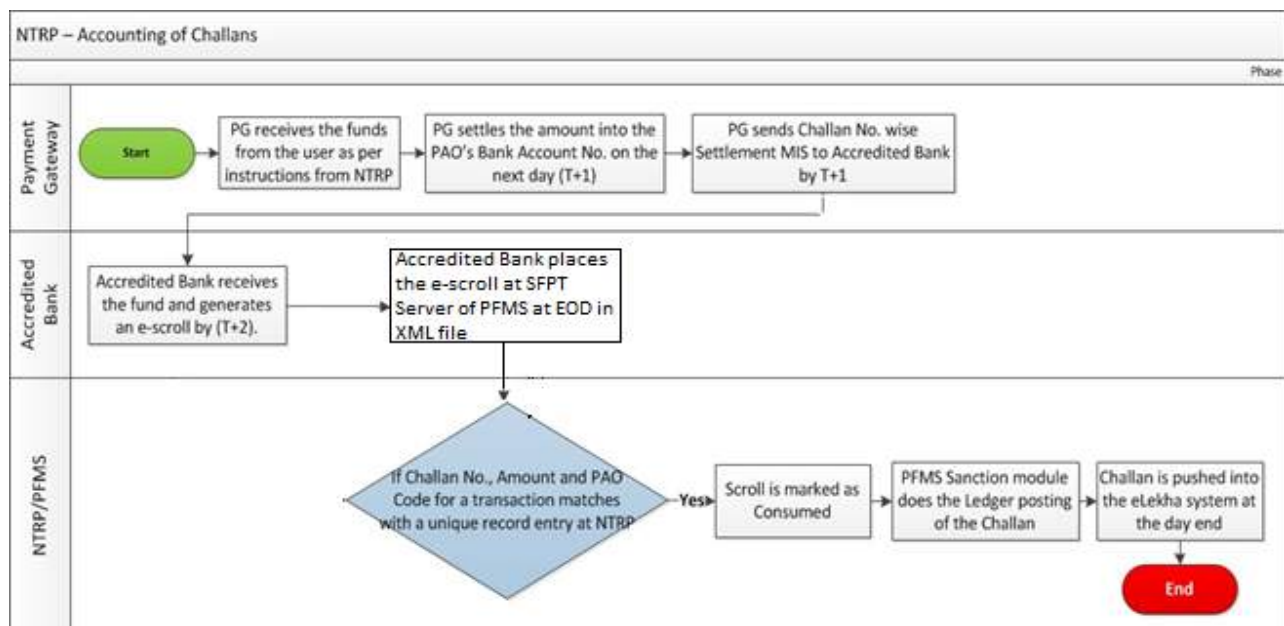 NTRP – Accounting of Challans
Phase
Payment
Gateway
Start
PG receives the funds
from the user as per
instructions from NTRP
PG settles the amount into the
PAO's Bank Account No. on the
next day (T+1)
PG sends Challan No. wise
Settlement MIS to Accredited Bank
by T+1
Accredited
Bank
Accredited Bank receives
the fund and generates
an e-scroll by (T+2).
Accredited Bank places
the e-scroll at SFPT
Server of PFMS at EOD in
XML file
NTRP/PFMS
If Challan No., Amount and PAO
Code for a transaction matches
with a unique record entry at NTRP
Yes
Scroll is marked as
Consumed
PFMS Sanction module
does the Ledger posting
of the Challan
Challan is pushed into
the eLekha system at
the day end
End